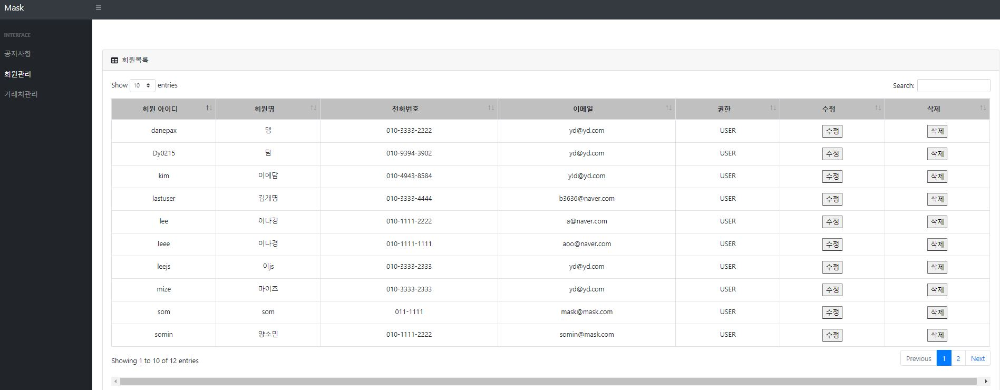 Mask
INTERFACE
공지사항
회원관리
거래처관리
회원목록
Show 10 entries
Search:
회원 아이디 회원명 전화번호 이메일 권한 수정 삭제
danepax 댕 010-3333-2222 yd@yd.com USER 수정 삭제
Dy0215 담 010-9394-3902 yd@yd.com USER 수정 삭제
kim 이예담 010-4943-8584 y!d@yd.com USER 수정 삭제
lastuser 김개명 010-3333-4444 b3636@naver.com USER 수정 삭제
lee 이나경 010-1111-2222 a@naver.com USER 수정 삭제
leee 이나경 010-1111-1111 aoo@naver.com USER 수정 삭제
leejs 이js 010-3333-2333 yd@yd.com USER 수정 삭제
mize 마이즈 010-3333-2333 yd@yd.com USER 수정 삭제
som som 011-1111 mask@mask.com USER 수정 삭제
somin 양소민 010-1111-2222 somin@mask.com USER 수정 삭제
Showing 1 to 10 of 12 entries
Previous 1 2 Next